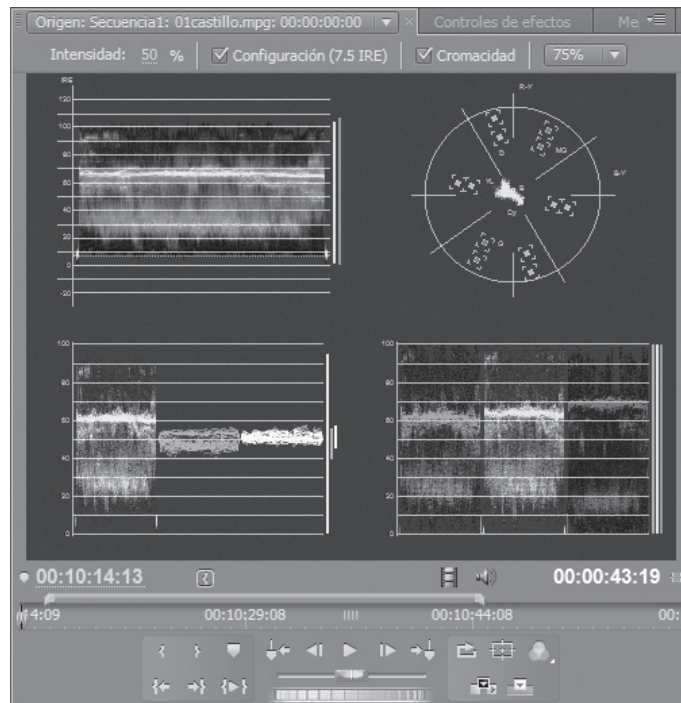 Origen: Secuencia1: 01castillo.mpg: 00:00:00:00
Controles de efectos
Me
Intensidad: 50 %
Configuración (7.5 IRE)
Cromacidad
75%
IRE
120
100
80
60
40
20
0
-20
R-Y
B-Y
MG
B
CY
G
100
80
60
40
20
0
100
80
60
40
20
0
00:10:14:13
00:00:43:19
4:09
00:10:29:08
00:10:44:08
00: